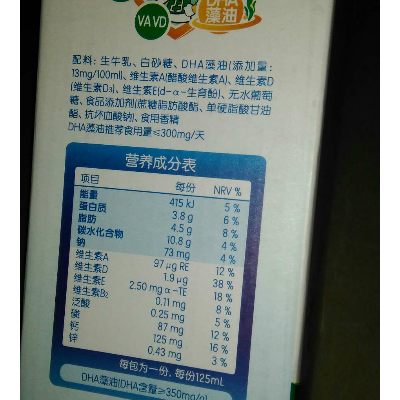 VA VD
DHA
藻油
配料：生牛乳、白砂糖、DHA藻油(添加量：
13mg/100ml)、维生素A(醋酸维生素A)、维生素D
(维生素D₃)、维生素E(d-α-生育酚)、无水葡萄
糖、食品添加剂(蔗糖脂肪酸酯、单硬脂酸甘油
酯、抗坏血酸钠)、食用香精
DHA藻油推荐食用量≤300mg/天
营养成分表
项目 每份 NRV %
能量 415 kJ 5 %
蛋白质 3.8 g 6 %
脂肪 4.5 g 8 %
碳水化合物 10.8 g 4 %
钠 73 mg 4 %
维生素A 97 μg RE 12 %
维生素D 1.9 μg 38 %
维生素E 2.50 mg α-TE 18 %
维生素B₂ 0.11 mg 8 %
泛酸 0.25 mg 5 %
磷 87 mg 12 %
钙 125 mg 16 %
锌 0.43 mg 3 %
每包为一份，每份125ml
DHA藻油(DHA含量≥350mg/g)